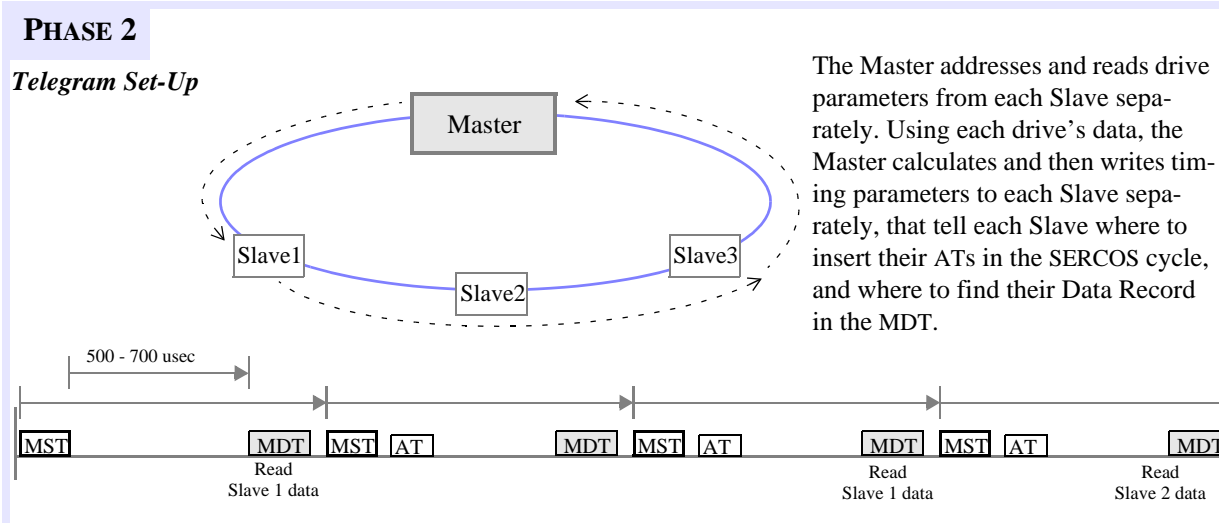 PHASE 2
Telegram Set-Up
The Master addresses and reads drive
parameters from each Slave sepa-
rately. Using each drive's data, the
Master calculates and then writes tim-
ing parameters to each Slave sepa-
rately, that tell each Slave where to
insert their ATs in the SERCOS cycle,
and where to find their Data Record
in the MDT.
Master
Slave1
Slave2
Slave3
500 - 700 usec
MST MDT MST AT MDT MST AT MDT MST AT MDT
Read
Slave 1 data
Read
Slave 1 data
Read
Slave 2 data